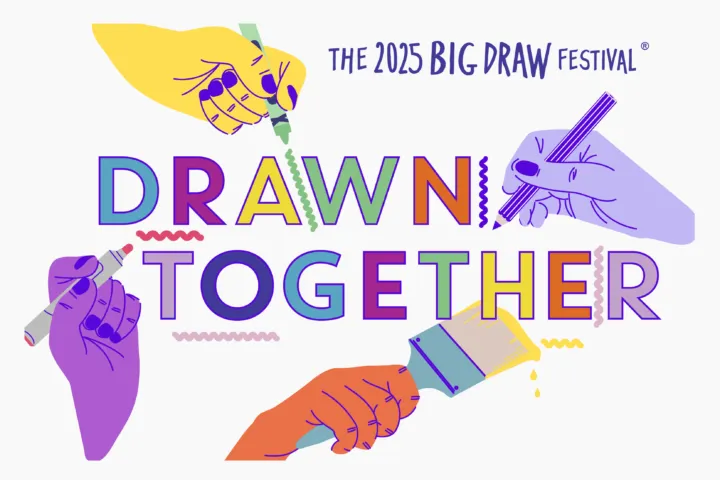 THE 2025 BIG DRAW FESTIVAL®
DRAWN
TOGETHER